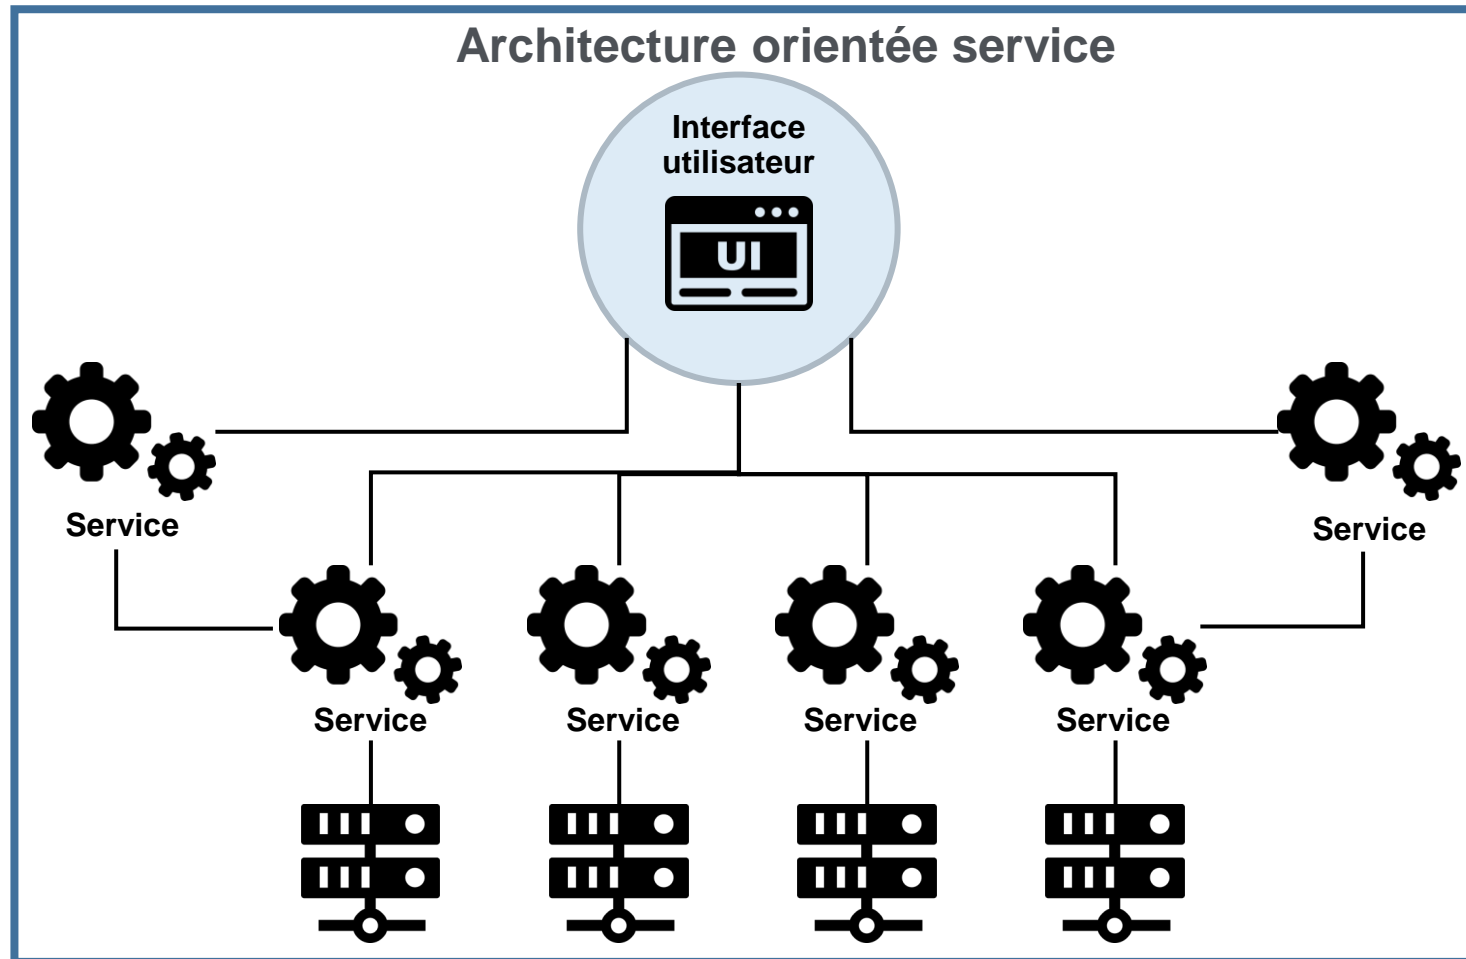 Architecture orientée service
Interface
utilisateur
UI
Service
Service
Service
Service
Service
Service